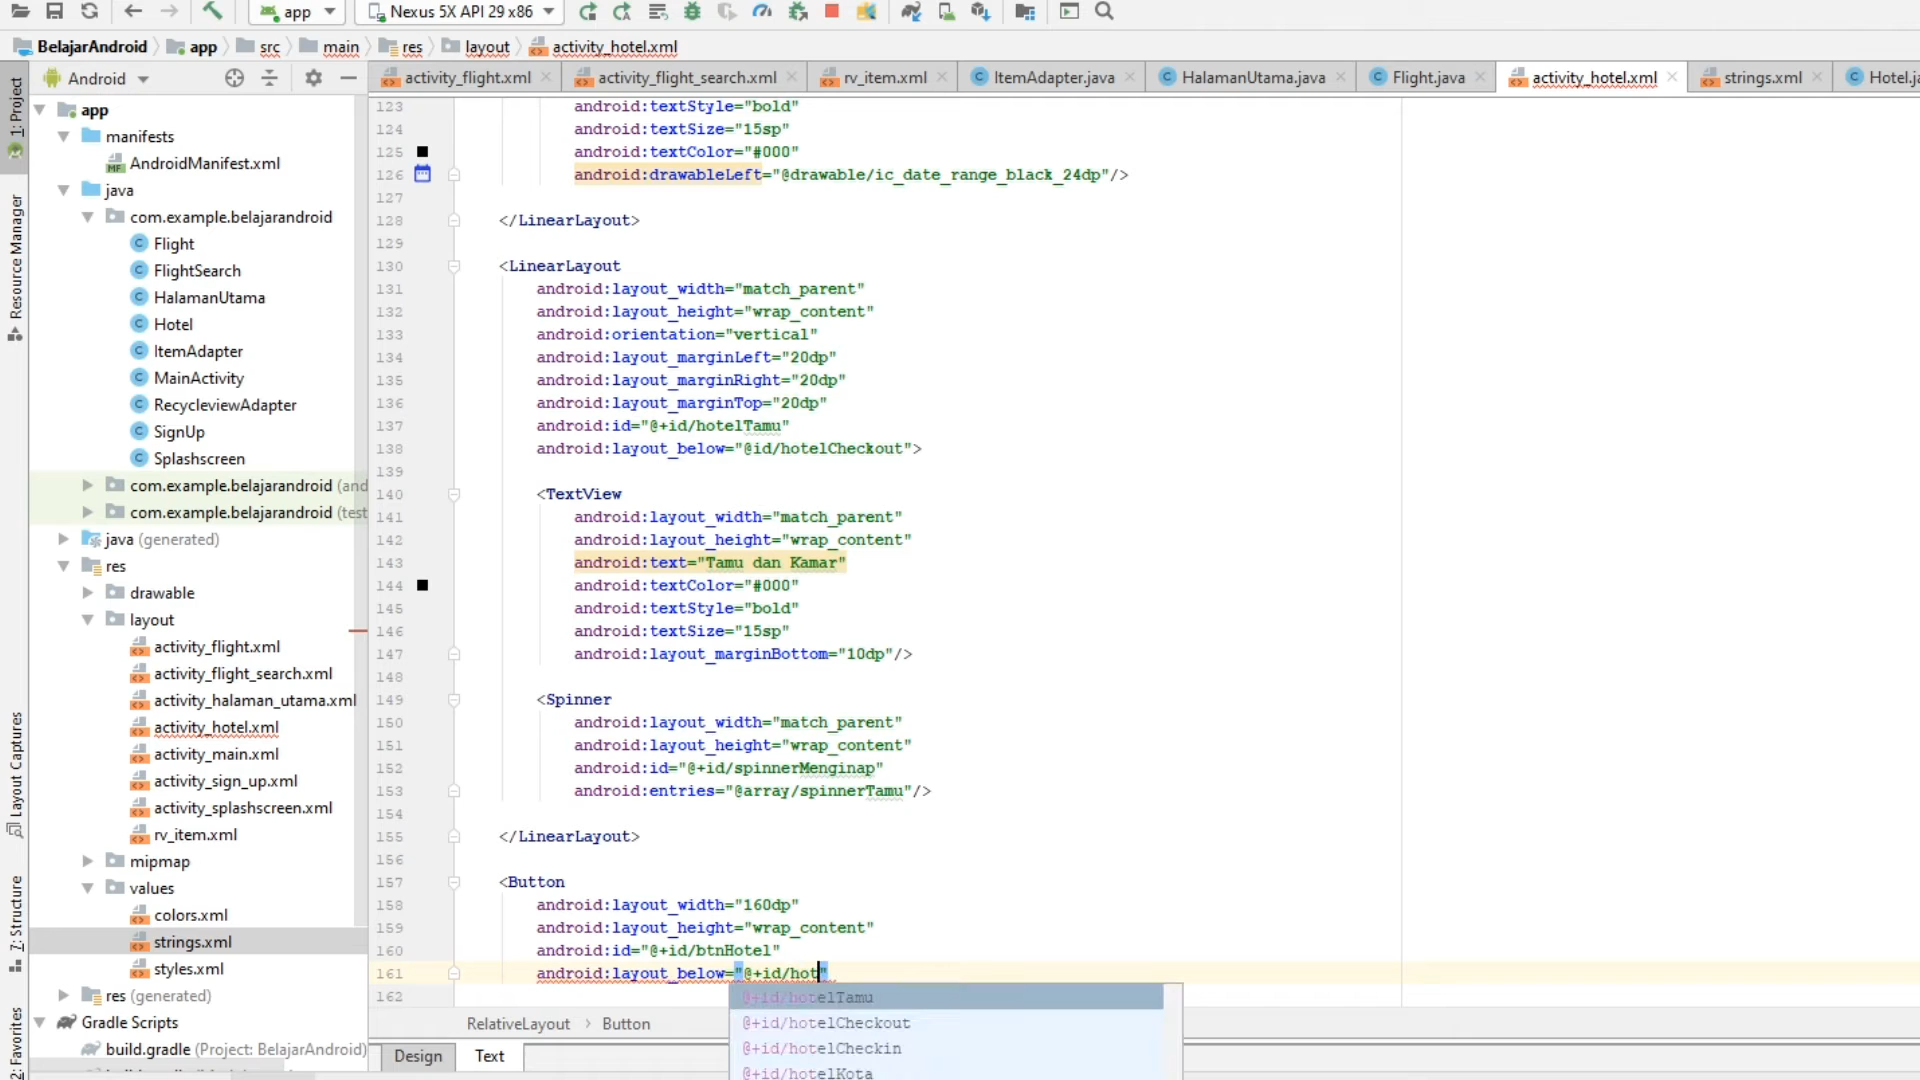 app
Nexus 5X API 29 x86
BelajarAndroid
app
src
main
res
layout
activity_hotel.xml
Android
activity_flight.xml
activity_flight_search.xml
rv_item.xml
ItemAdapter.java
HalamanUtama.java
Flight.java
activity_hotel.xml
strings.xml
1: Project
Resource Manager
Layout Captures
7: Structure
2: Favorites
app
manifests
AndroidManifest.xml
java
com.example.belajarandroid
Flight
FlightSearch
HalamanUtama
Hotel
ItemAdapter
MainActivity
RecycleviewAdapter
SignUp
Splashscreen
com.example.belajarandroid (and
com.example.belajarandroid (test
java (generated)
res
drawable
layout
activity_flight.xml
activity_flight_search.xml
activity_halaman_utama.xml
activity_hotel.xml
activity_main.xml
activity_sign_up.xml
activity_splashscreen.xml
rv_item.xml
mipmap
values
colors.xml
strings.xml
styles.xml
res (generated)
Gradle Scripts
build.gradle (Project: BelajarAndroid)
123 android:textStyle="bold"
124 android:textSize="15sp"
125 android:textColor="#000"
126 android:drawableLeft="@drawable/ic_date_range_black_24dp"/>
127
128 </LinearLayout>
129
130 <LinearLayout
131 android:layout_width="match_parent"
132 android:layout_height="wrap_content"
133 android:orientation="vertical"
134 android:layout_marginLeft="20dp"
135 android:layout_marginRight="20dp"
136 android:layout_marginTop="20dp"
137 android:id="@+id/hotelTamu"
138 android:layout_below="@id/hotelCheckout">
139
140 <TextView
141 android:layout_width="match_parent"
142 android:layout_height="wrap_content"
143 android:text="Tamu dan Kamar"
144 android:textColor="#000"
145 android:textStyle="bold"
146 android:textSize="15sp"
147 android:layout_marginBottom="10dp"/>
148
149 <Spinner
150 android:layout_width="match_parent"
151 android:layout_height="wrap_content"
152 android:id="@+id/spinnerMenginap"
153 android:entries="@array/spinnerTamu"/>
154
155 </LinearLayout>
156
157 <Button
158 android:layout_width="160dp"
159 android:layout_height="wrap_content"
160 android:id="@+id/btnHotel"
161 android:layout_below="@+id/hot"
162
@+id/hotelTamu
@+id/hotelCheckout
@+id/hotelCheckin
@+id/hotelKota
RelativeLayout
Button
Design
Text